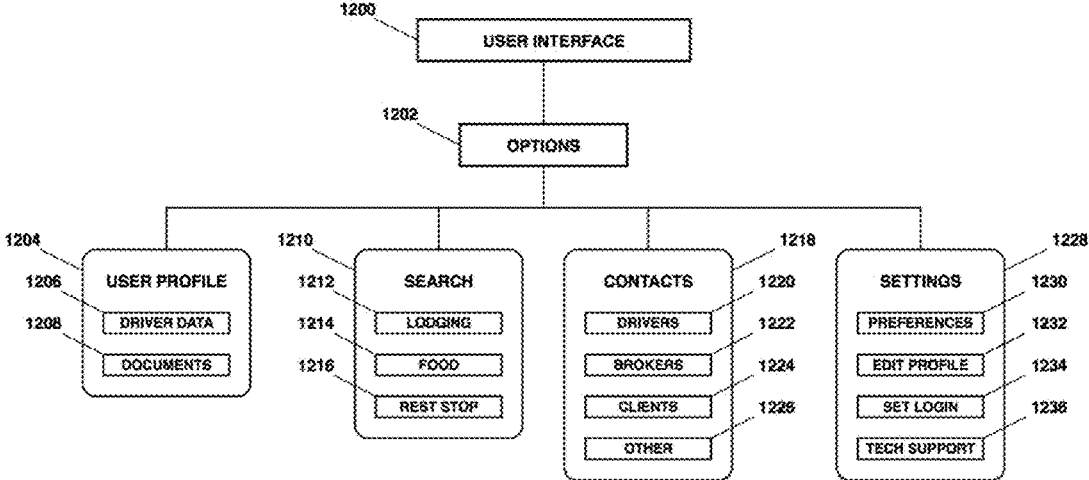 1200
USER INTERFACE
1202
OPTIONS
1204
USER PROFILE
1206
DRIVER DATA
1208
DOCUMENTS
1210
SEARCH
1212
LODGING
1214
FOOD
1216
REST STOP
1218
CONTACTS
1220
DRIVERS
1222
BROKERS
1224
CLIENTS
1226
OTHER
1228
SETTINGS
1230
PREFERENCES
1232
EDIT PROFILE
1234
SET LOGIN
1236
TECH SUPPORT